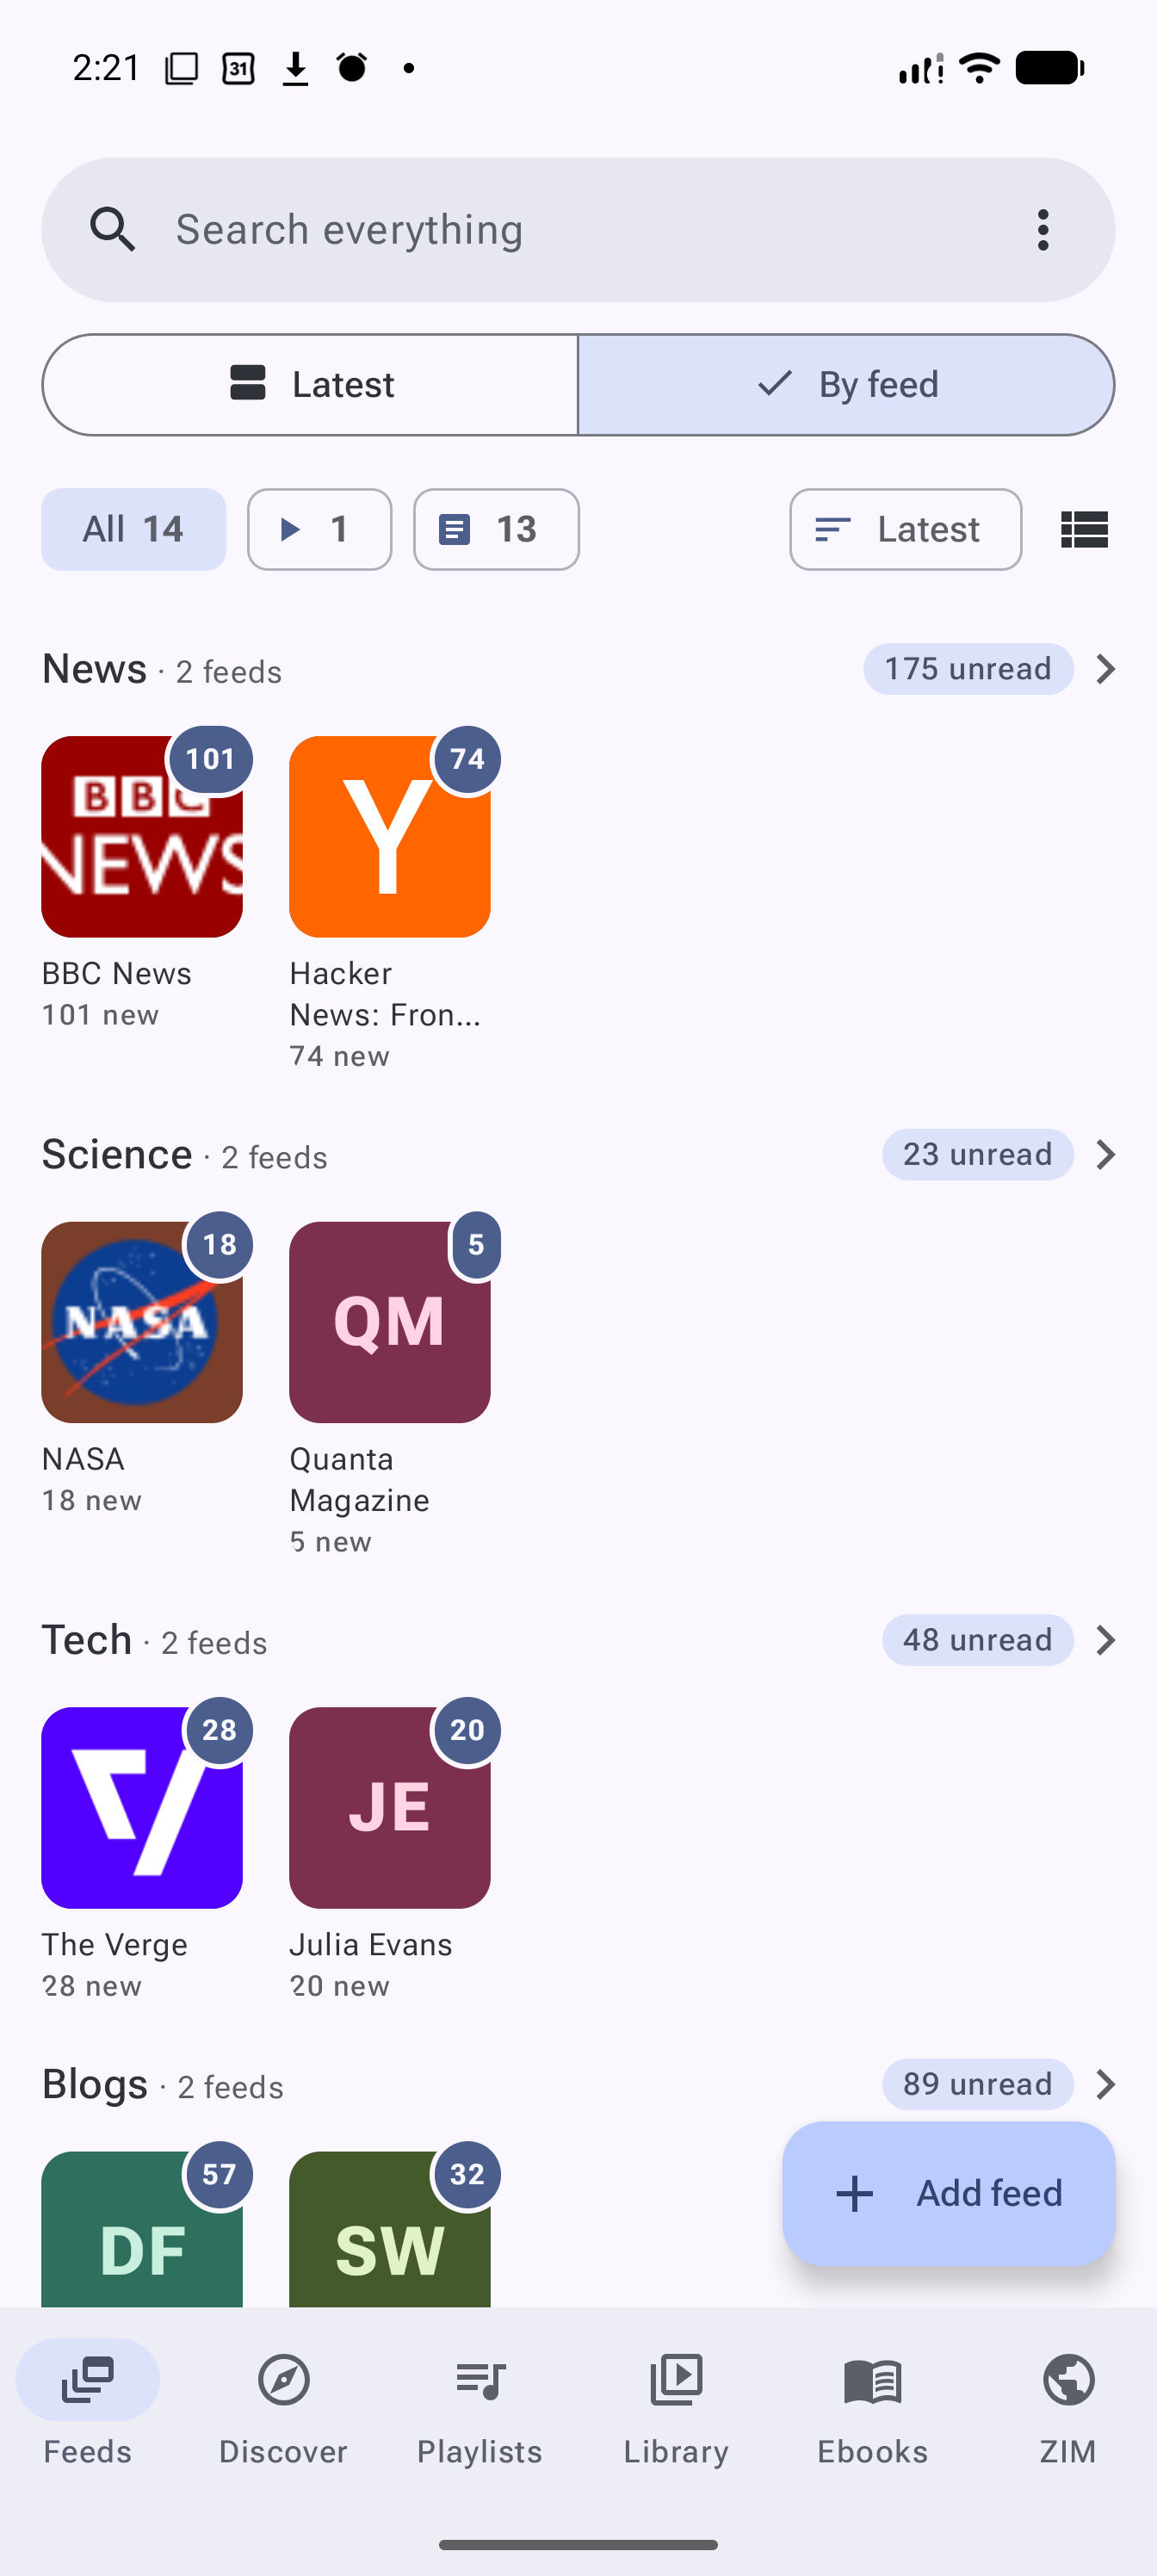 2:21
31
Search everything
Latest
By feed
All 14
1
13
Latest
News · 2 feeds
175 unread
101
74
BBC
NEWS
Y
BBC News
101 new
Hacker
News: Fron...
74 new
Science · 2 feeds
23 unread
18
5
NASA
QM
NASA
18 new
Quanta
Magazine
5 new
Tech · 2 feeds
48 unread
28
20
JE
The Verge
28 new
Julia Evans
20 new
Blogs · 2 feeds
89 unread
57
32
DF
SW
Add feed
Feeds
Discover
Playlists
Library
Ebooks
ZIM